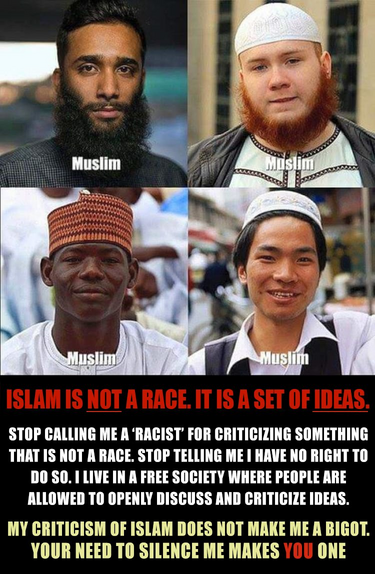 Muslim
Muslim
Muslim
Muslim
ISLAM IS NOT A RACE. IT IS A SET OF IDEAS.
STOP CALLING ME A ‘RACIST’ FOR CRITICIZING SOMETHING
THAT IS NOT A RACE. STOP TELLING ME I HAVE NO RIGHT TO
DO SO. I LIVE IN A FREE SOCIETY WHERE PEOPLE ARE
ALLOWED TO OPENLY DISCUSS AND CRITICIZE IDEAS.
MY CRITICISM OF ISLAM DOES NOT MAKE ME A BIGOT.
YOUR NEED TO SILENCE ME MAKES YOU ONE